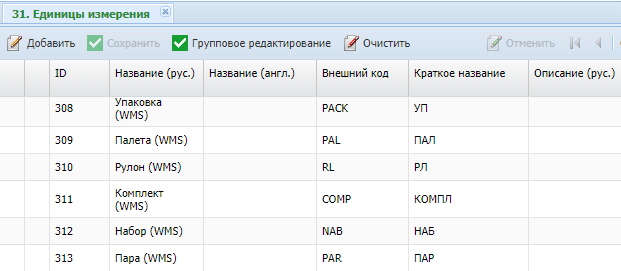 31. Единицы измерения
Добавить Сохранить Групповое редактирование Очистить Отменить
ID Название (рус.) Название (англ.) Внешний код Краткое название Описание (рус.)
308 Упаковка (WMS) PACK УП
309 Палета (WMS) PAL ПАЛ
310 Рулон (WMS) RL РЛ
311 Комплект (WMS) COMP КОМПЛ
312 Набор (WMS) NAB НАБ
313 Пара (WMS) PAR ПАР